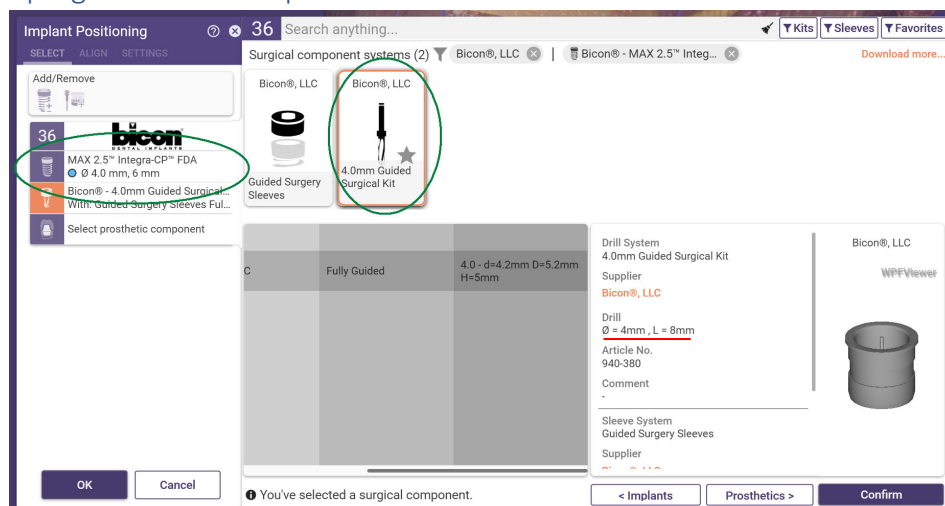 Implant Positioning
SELECT ALIGN SETTINGS
Add/Remove
36
bicon®
DENTAL IMPLANTS
MAX 2.5™ Integra-CP™ FDA
Ø 4.0 mm, 6 mm
Bicon® - 4.0mm Guided Surgical...
With: Guided Surgery Sleeves Ful...
Select prosthetic component
OK
Cancel
36
Search anything...
Kits
Sleeves
Favorites
Surgical component systems (2)
Bicon®, LLC
Bicon® - MAX 2.5™ Integ...
Download more...
Bicon®, LLC
Guided Surgery
Sleeves
Bicon®, LLC
4.0mm Guided
Surgical Kit
C
Fully Guided
4.0 - d=4.2mm D=5.2mm
H=5mm
Drill System
4.0mm Guided Surgical Kit
Supplier
Bicon®, LLC
Drill
Ø = 4mm , L = 8mm
Article No.
940-380
Comment
-
Sleeve System
Guided Surgery Sleeves
Supplier
Bicon®, LLC
WPFViewer
You've selected a surgical component.
< Implants
Prosthetics >
Confirm